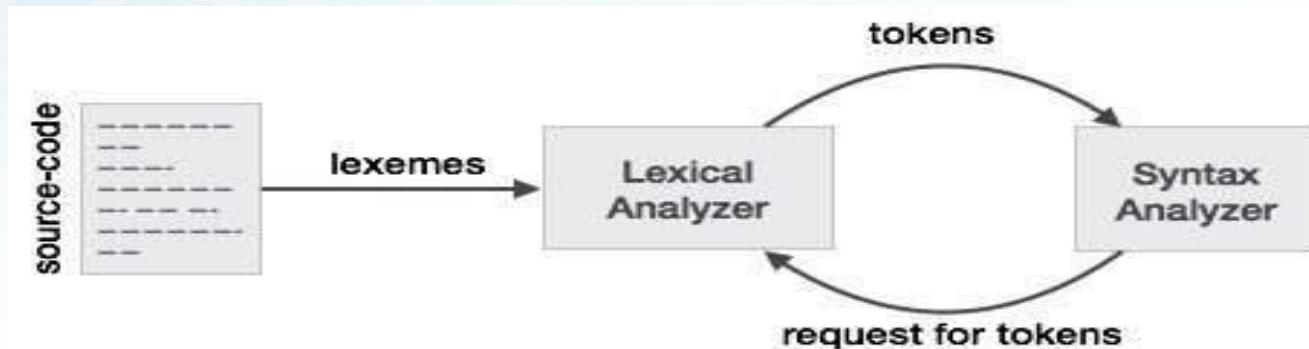 tokens
source-code
lexemes
Lexical
Analyzer
Syntax
Analyzer
request for tokens